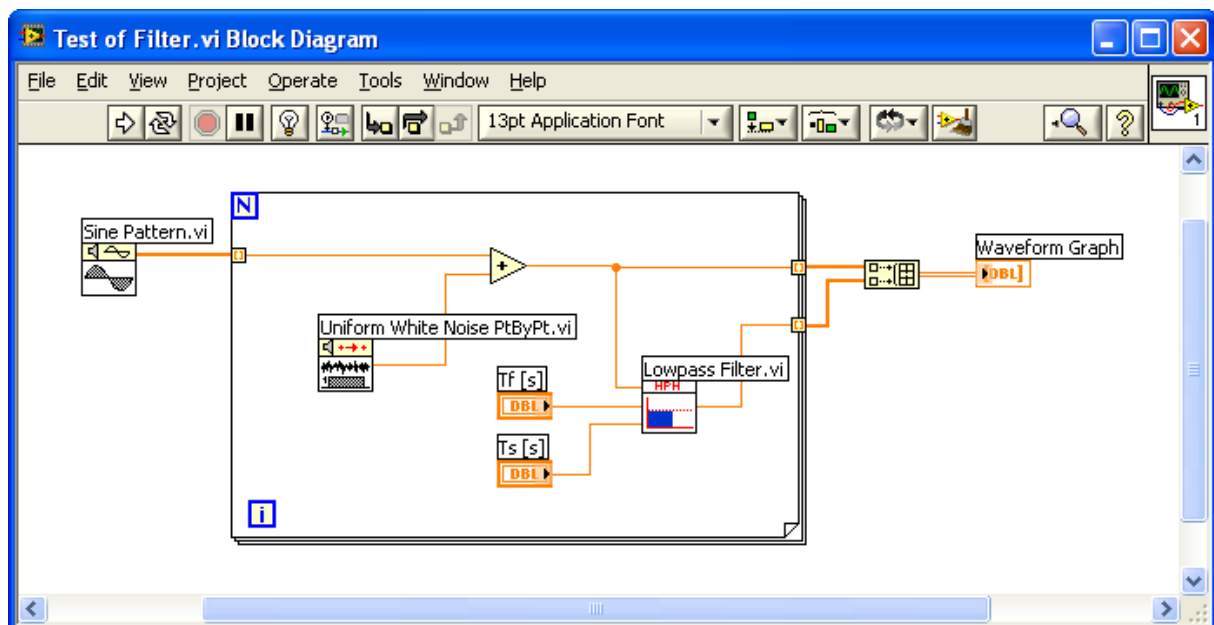 Test of Filter.vi Block Diagram
File Edit View Project Operate Tools Window Help
13pt Application Font
1
N
Sine Pattern.vi
Waveform Graph
DBL]
Uniform White Noise PtByPt.vi
Tf [s]
DBL
Lowpass Filter.vi
HPH
Ts [s]
DBL
i